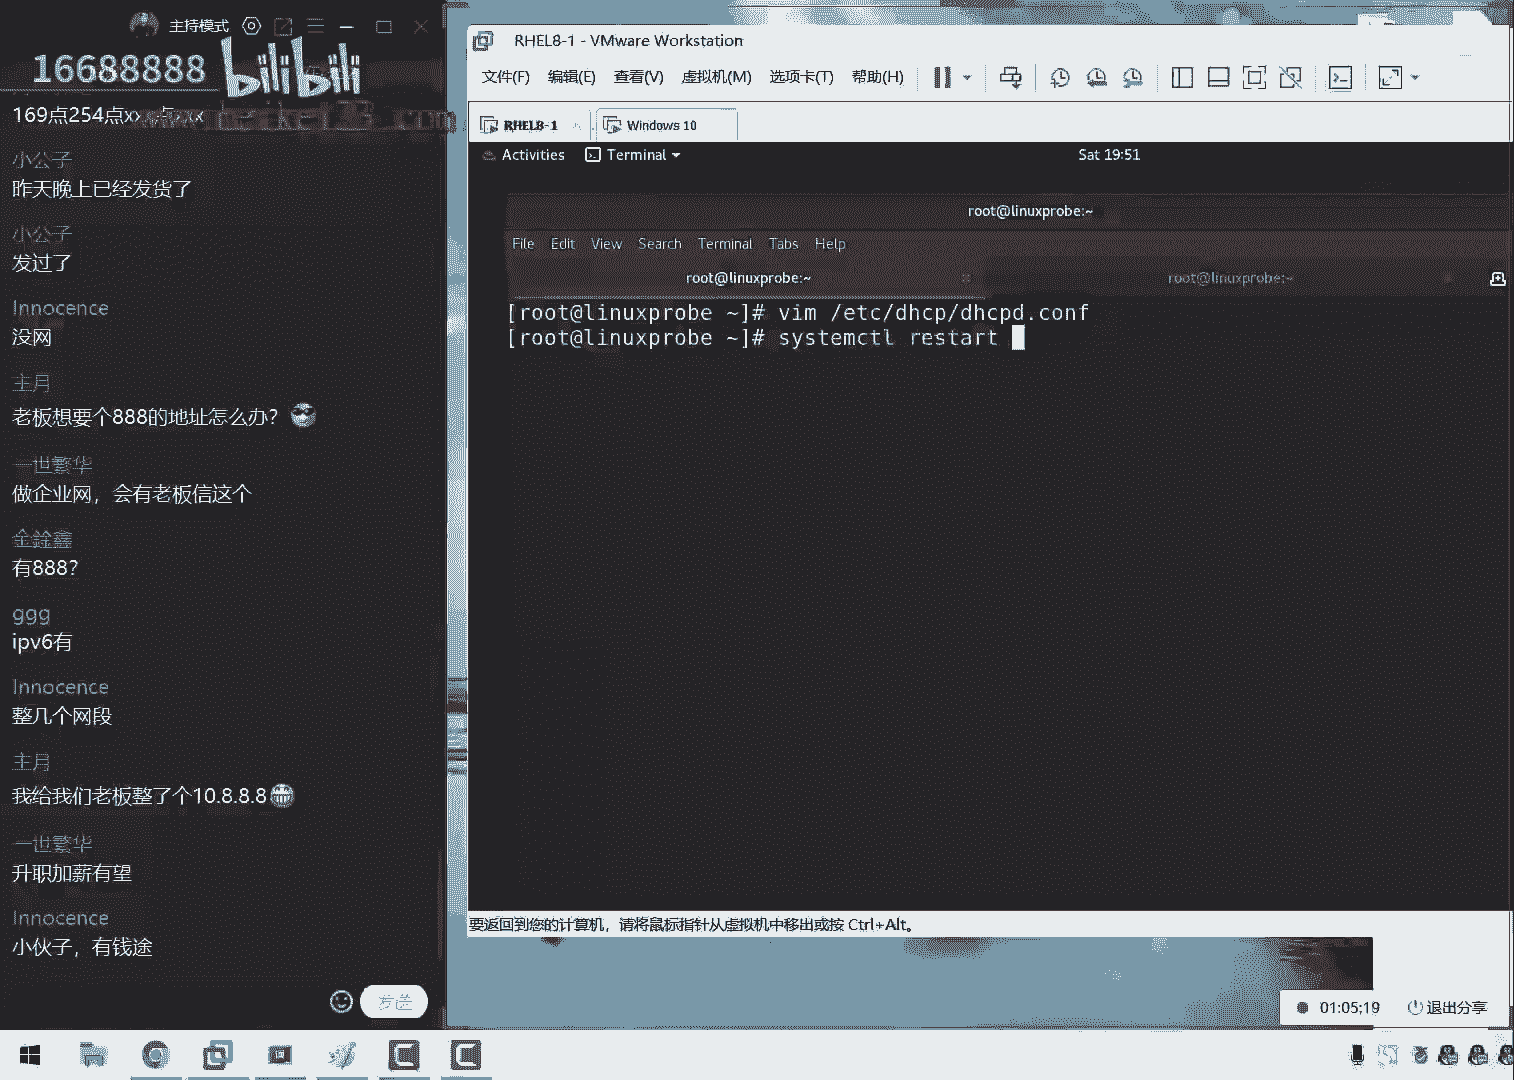 主持模式
16688888
bilibili
169点254点xx点xxx
小公子
昨天晚上已经发货了
小公子
发过了
Innocence
没网
主月
老板想要个888的地址怎么办？
一世繁华
做企业网，会有老板信这个
金銓鑫
有888？
ggg
ipv6有
Innocence
整几个网段
主月
我给我们老板整了个10.8.8.8
一世繁华
升职加薪有望
Innocence
小伙子，有钱途
发送
RHEL8-1 - VMware Workstation
文件(F) 编辑(E) 查看(V) 虚拟机(M) 选项卡(T) 帮助(H)
RHEL8-1 Windows 10
Activities Terminal Sat 19:51
root@linuxprobe:~
File Edit View Search Terminal Tabs Help
root@linuxprobe:~ root@linuxprobe:~
[root@linuxprobe ~]# vim /etc/dhcp/dhcpd.conf
[root@linuxprobe ~]# systemctl restart
要返回到您的计算机，请将鼠标指针从虚拟机中移出或按 Ctrl+Alt。
01:05:19 退出分享